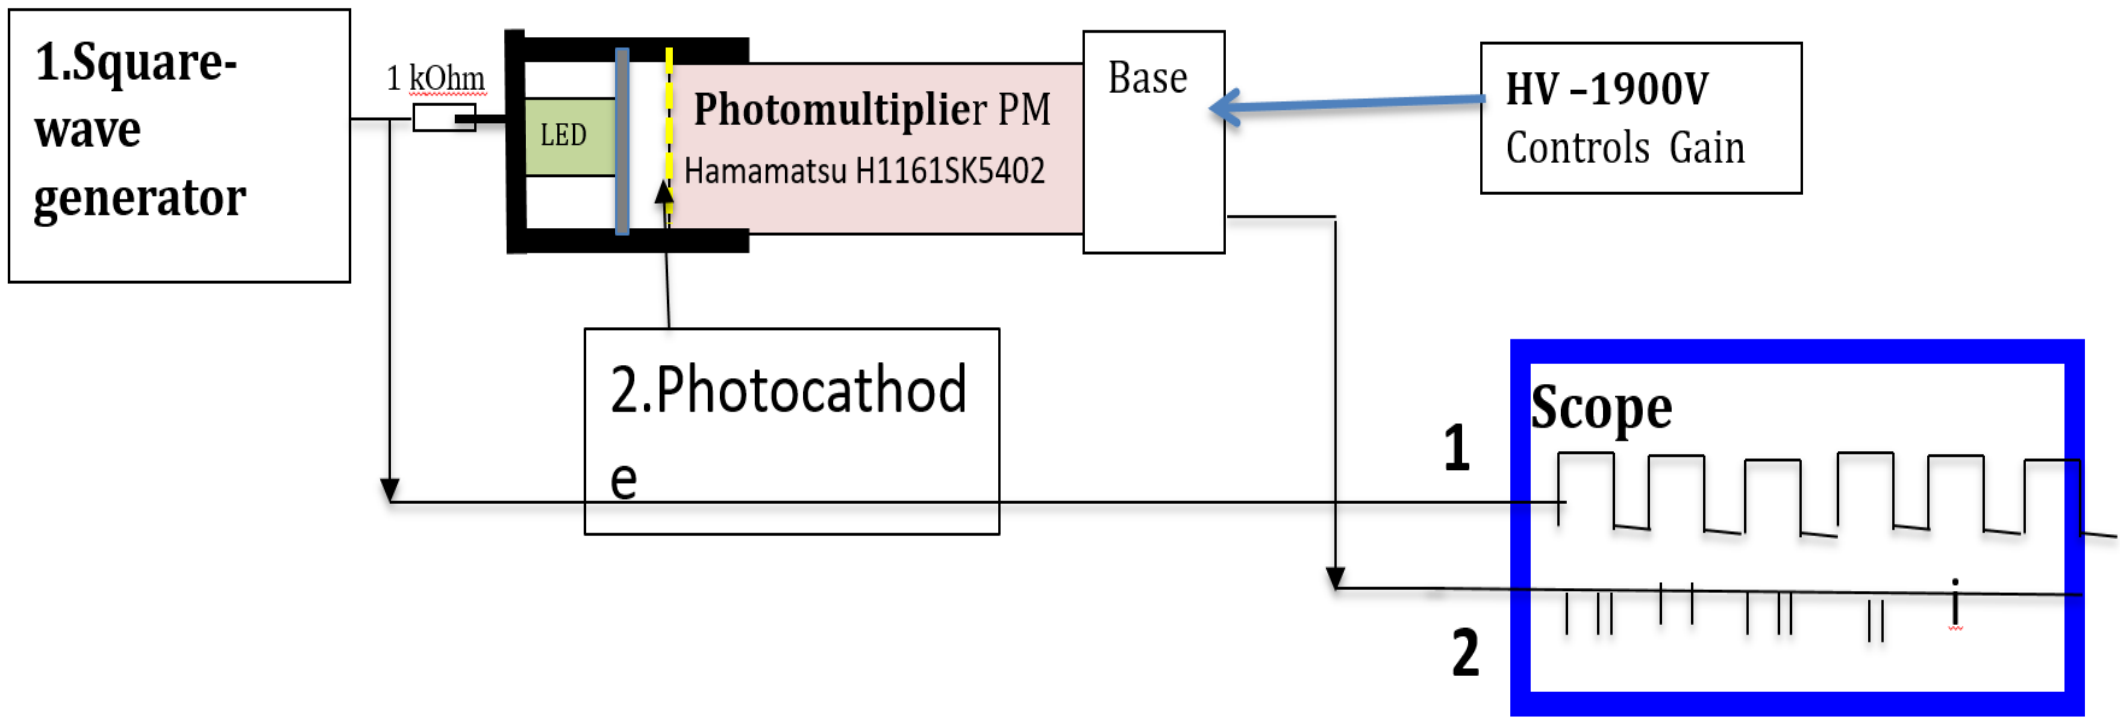 1.Square-
wave
generator
1 kOhm
LED
Photomultiplier PM
Hamamatsu H1161SK5402
Base
HV –1900V
Controls Gain
2.Photocathod
e
Scope
1
2
i